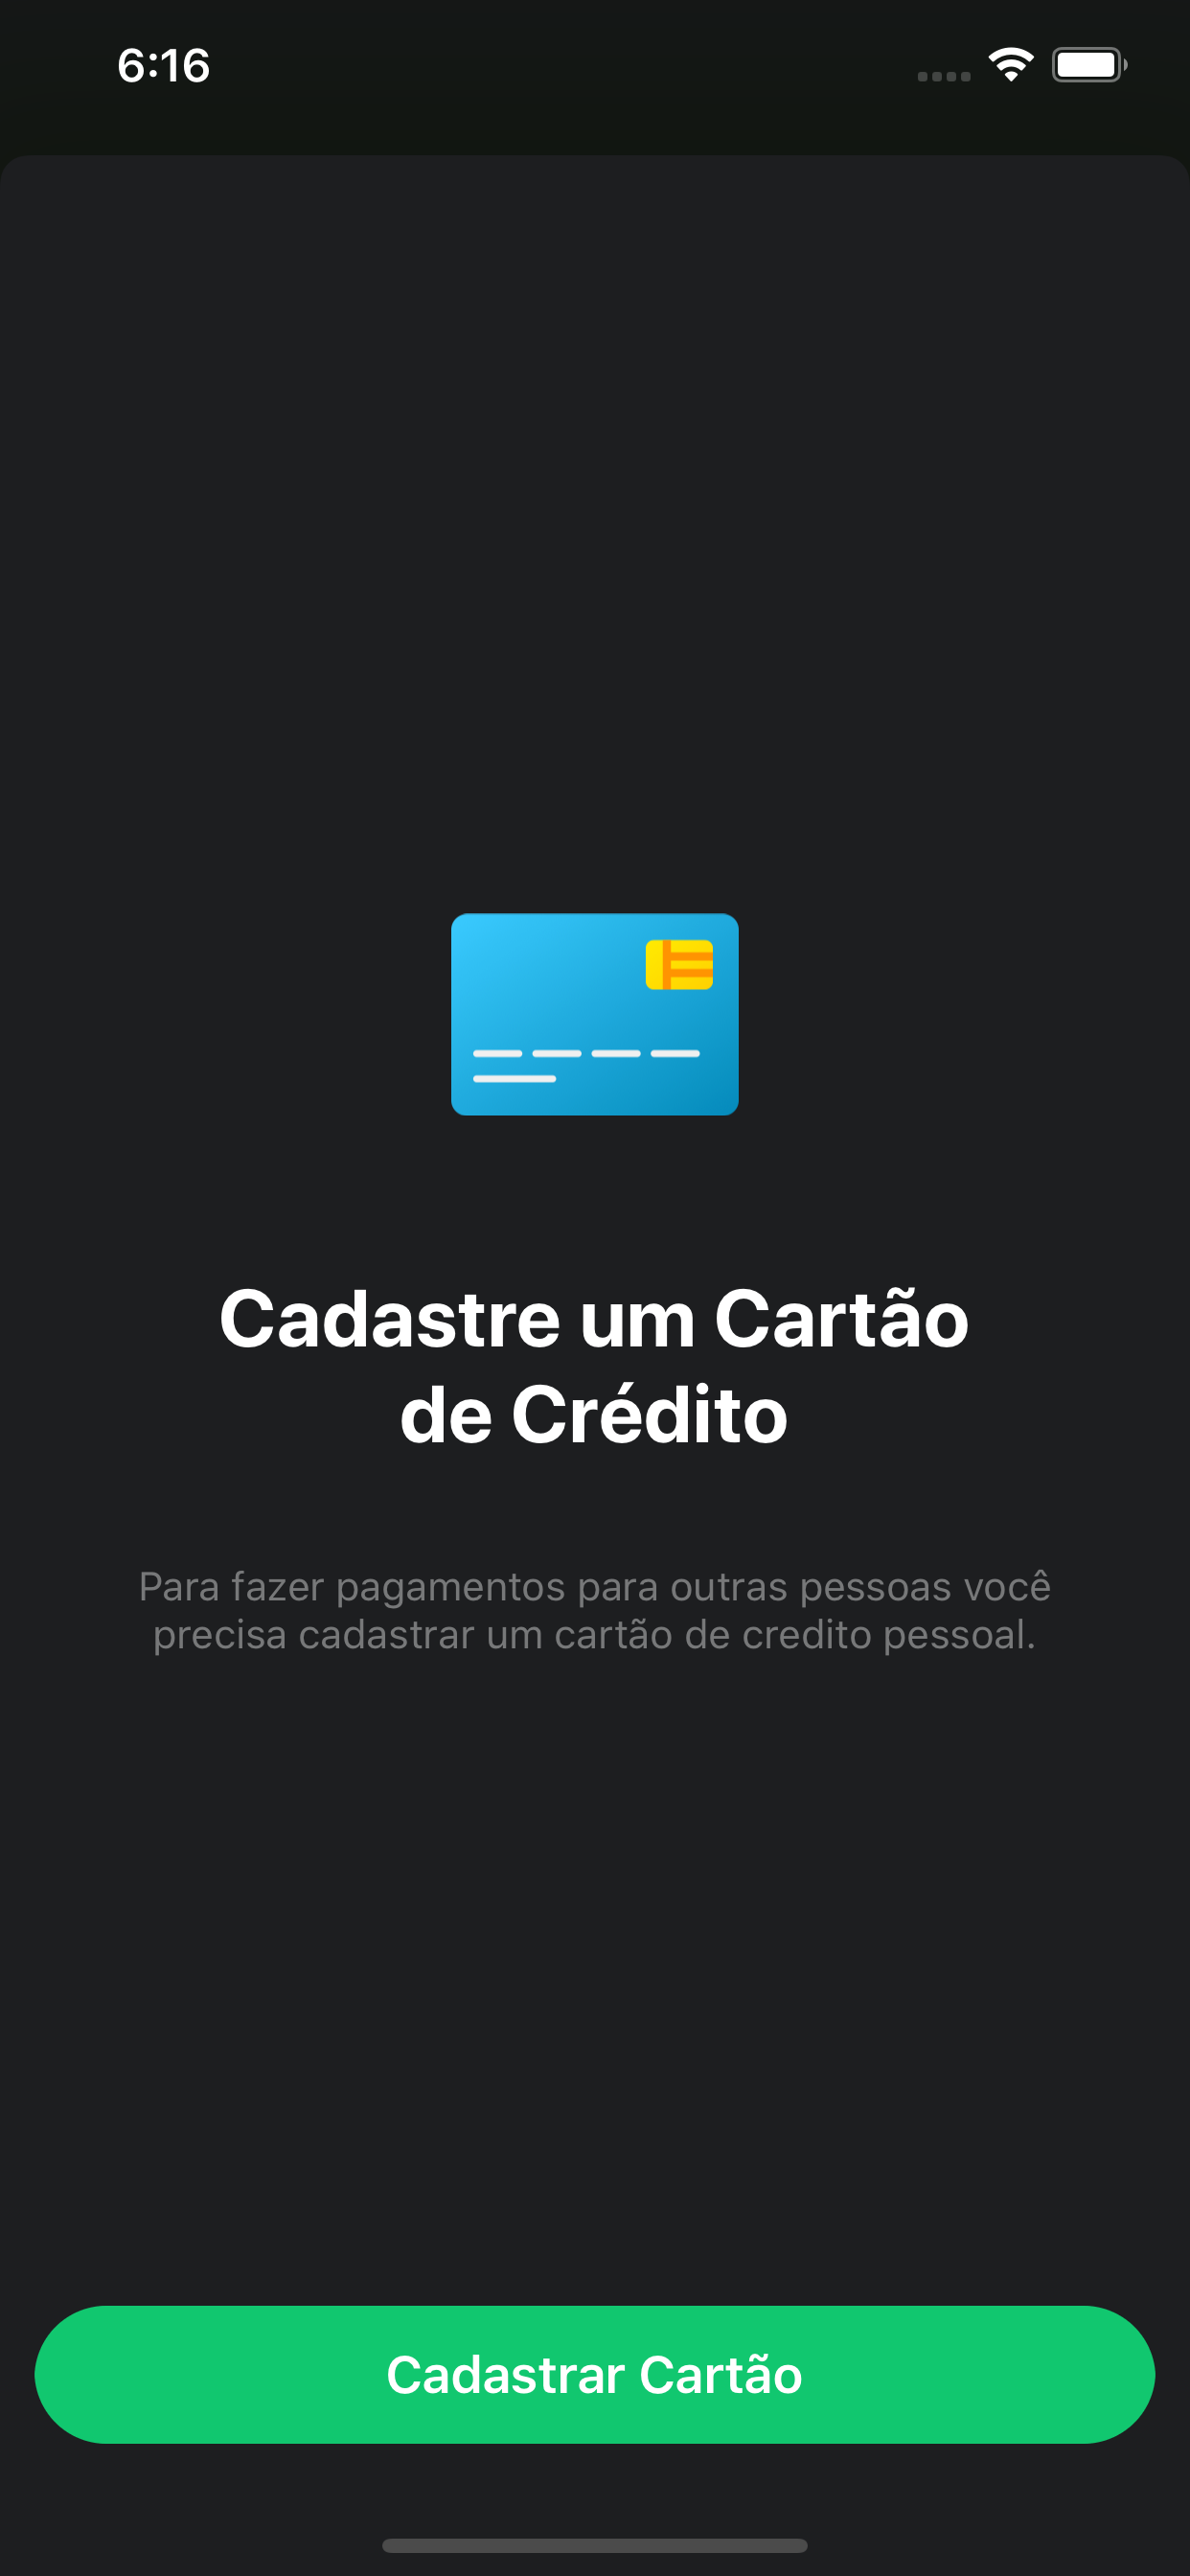 6:16
Cadastre um Cartão
de Crédito
Para fazer pagamentos para outras pessoas você
precisa cadastrar um cartão de credito pessoal.
Cadastrar Cartão